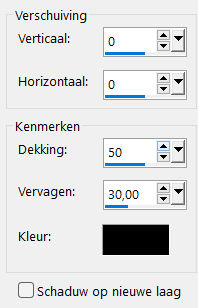 Verschuiving
Verticaal: 0
Horizontaal: 0
Kenmerken
Dekking: 50
Vervagen: 30,00
Kleur:
Schaduw op nieuwe laag